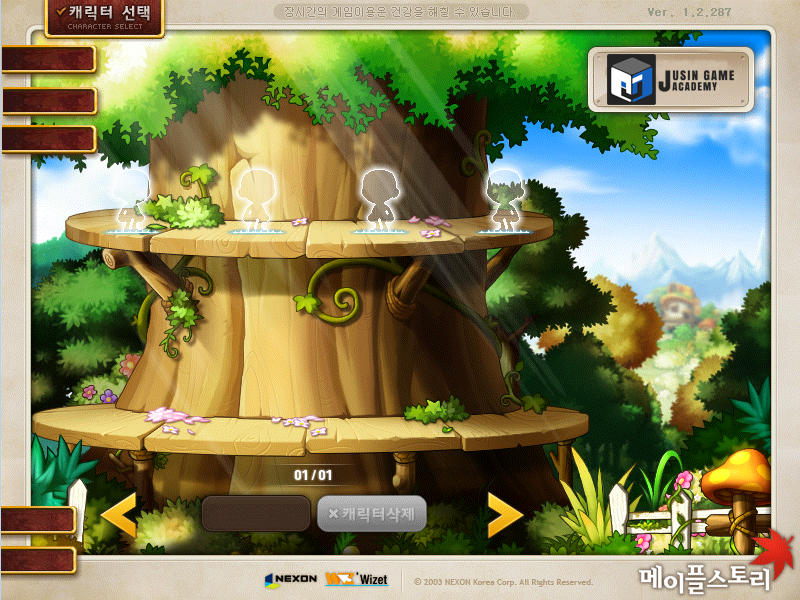 캐릭터 선택
CHARACTER SELECT
장시간의 게임이용은 건강을 해칠 수 있습니다.
Ver. 1.2.287
JUSIN GAME
ACADEMY
01/01
캐릭터삭제
NEXON
Wizet
© 2003 NEXON Korea Corp. All Rights Reserved.
메이플스토리